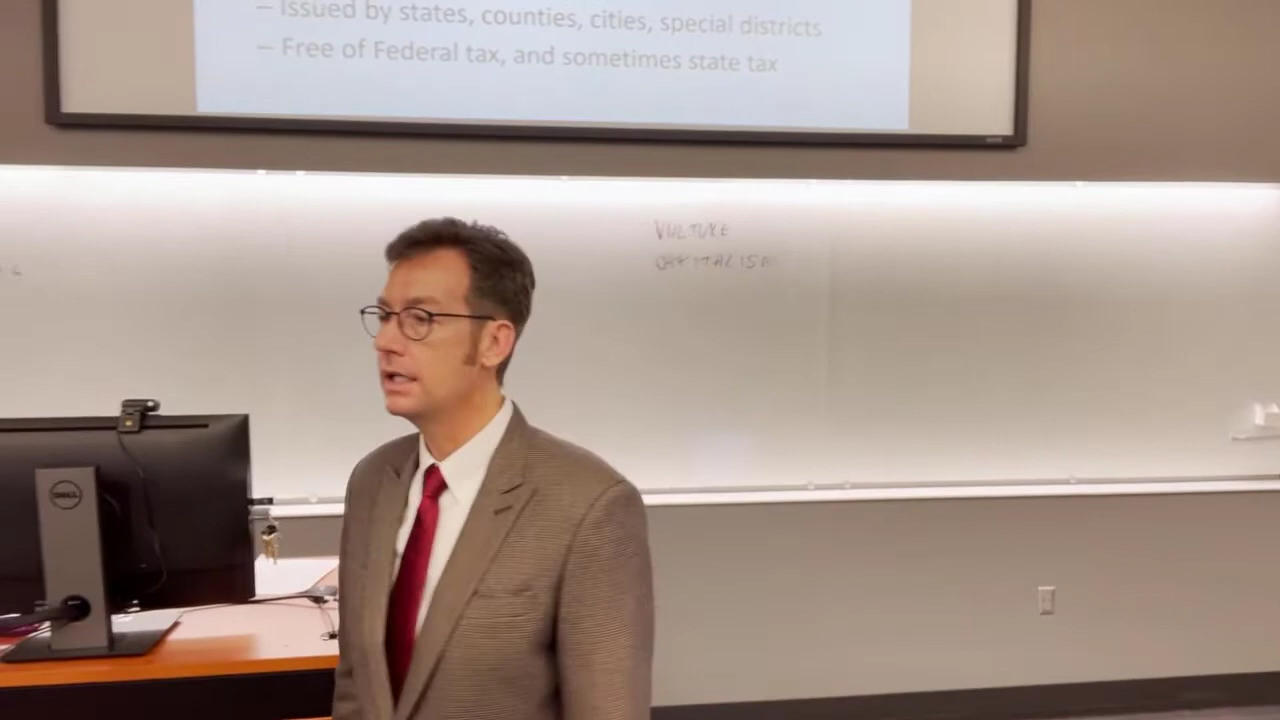 – Issued by states, counties, cities, special districts
– Free of Federal tax, and sometimes state tax
VULTURE
DELL